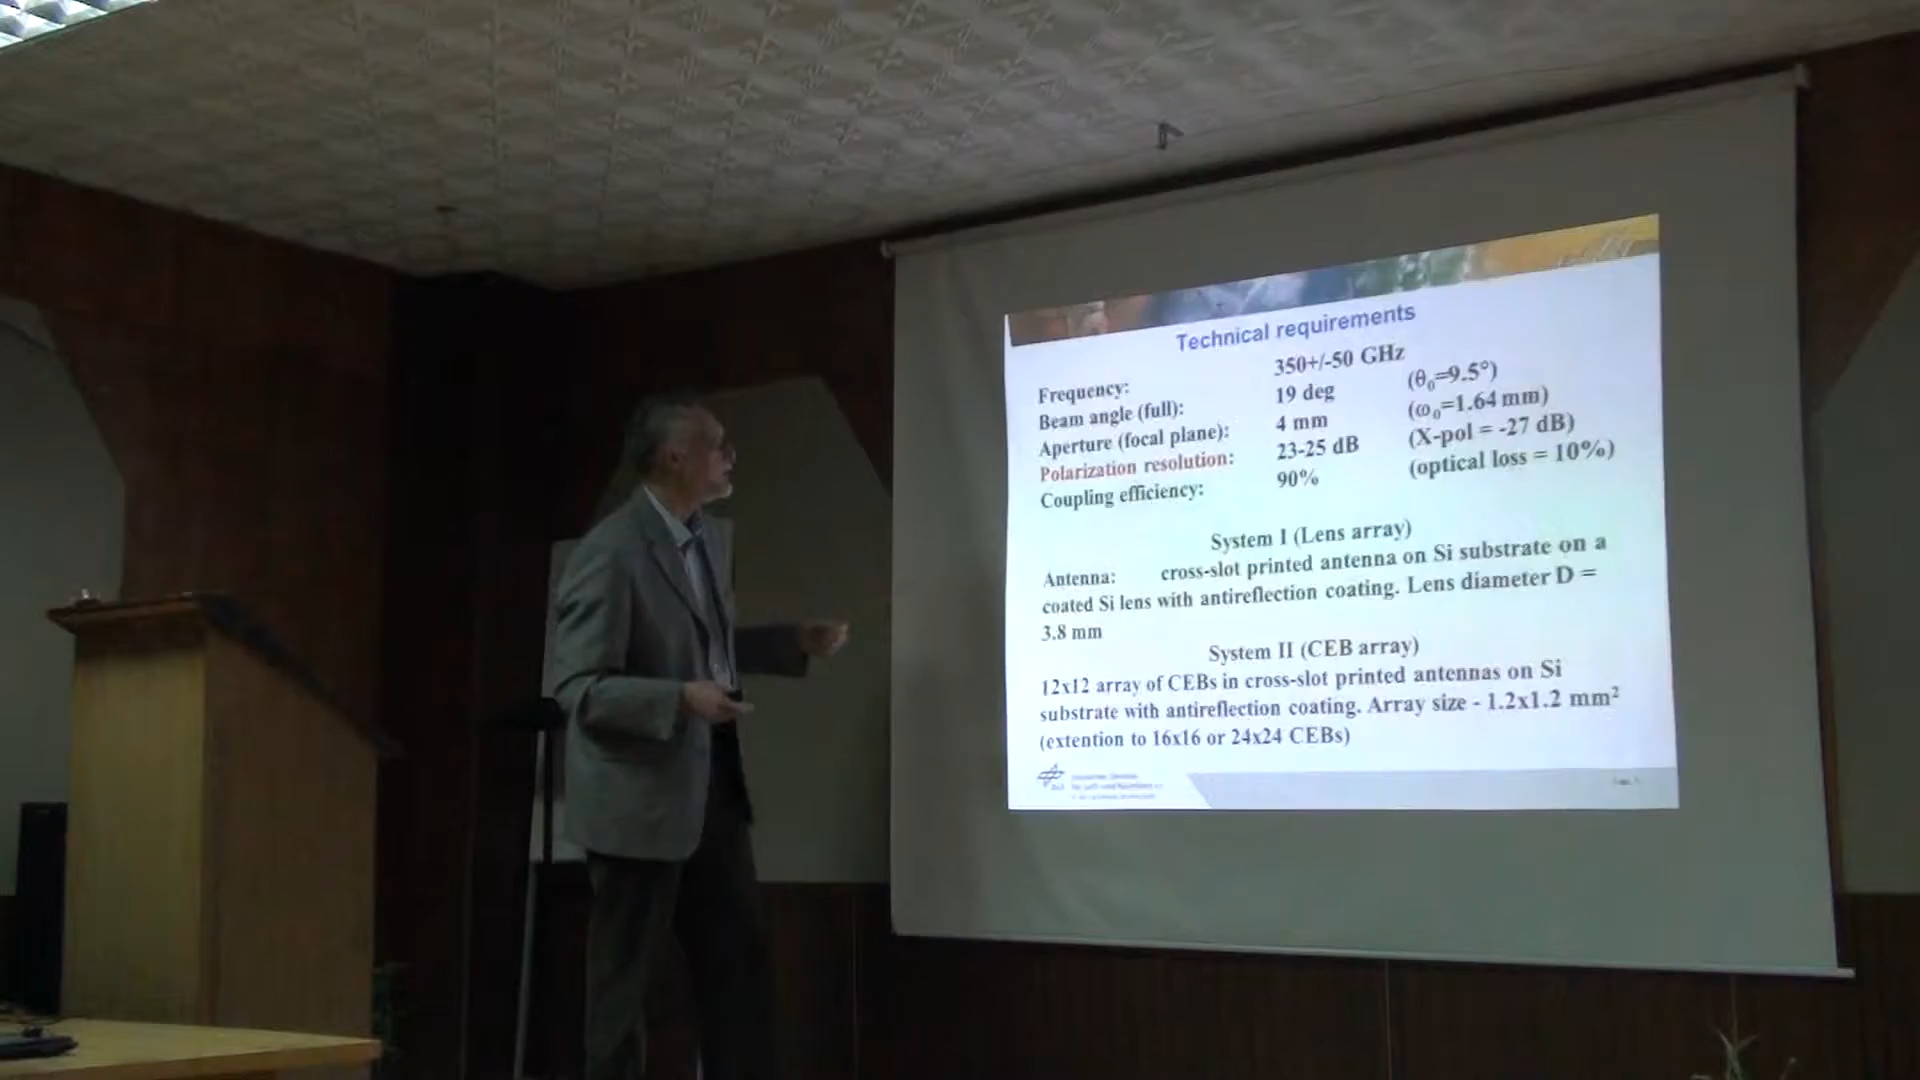 Technical requirements
Frequency: 350+/-50 GHz
Beam angle (full): 19 deg (θ₀=9.5°)
Aperture (focal plane): 4 mm (ω₀=1.64 mm)
Polarization resolution: 23-25 dB (X-pol = -27 dB)
Coupling efficiency: 90% (optical loss = 10%)
System I (Lens array)
Antenna: cross-slot printed antenna on Si substrate on a
coated Si lens with antireflection coating. Lens diameter D =
3.8 mm
System II (CEB array)
12x12 array of CEBs in cross-slot printed antennas on Si
substrate with antireflection coating. Array size - 1.2x1.2 mm²
(extention to 16x16 or 24x24 CEBs)